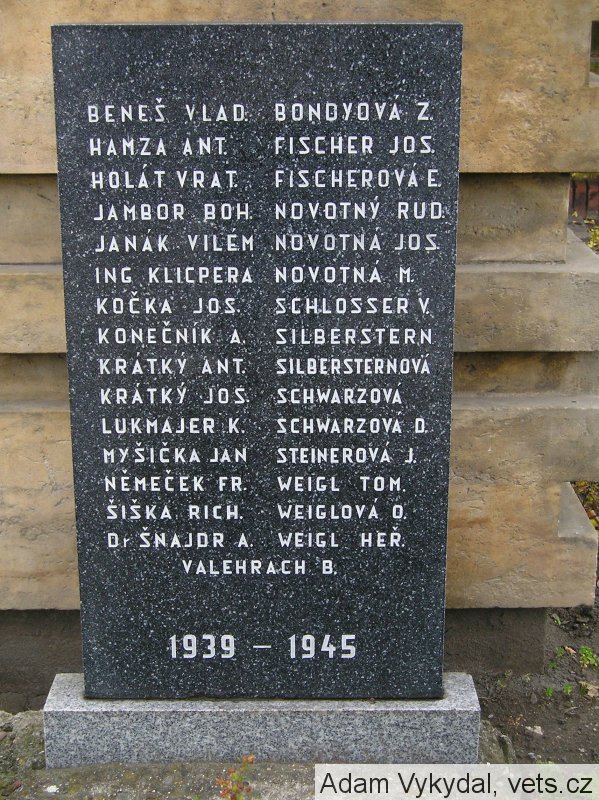 BENEŠ VLAD. BONDYOVÁ Z.
HAMZA ANT. FISCHER JOS.
HOLÁT VRAT. FISCHEROVÁ E.
JAMBOR BOH. NOVOTNÝ RUD.
JANÁK VILÉM NOVOTNÁ JOS.
ING KLICPERA NOVOTNÁ M.
KOČKA JOS. SCHLOSSER V.
KONEČNÍK A. SILBERSTERN
KRÁTKÝ ANT. SILBERSTERNOVÁ
KRÁTKÝ JOS. SCHWARZOVÁ
LUKMAJER K. SCHWARZOVA D.
MYŠIČKA JAN STEINEROVÁ J.
NĚMEČEK FR. WEIGL TOM.
ŠIŠKA RICH. WEIGLOVÁ O.
Dr ŠNAJDR A. WEIGL HEŘ.
VALEHRACH B.
1939 – 1945
Adam Vykydal, vets.cz